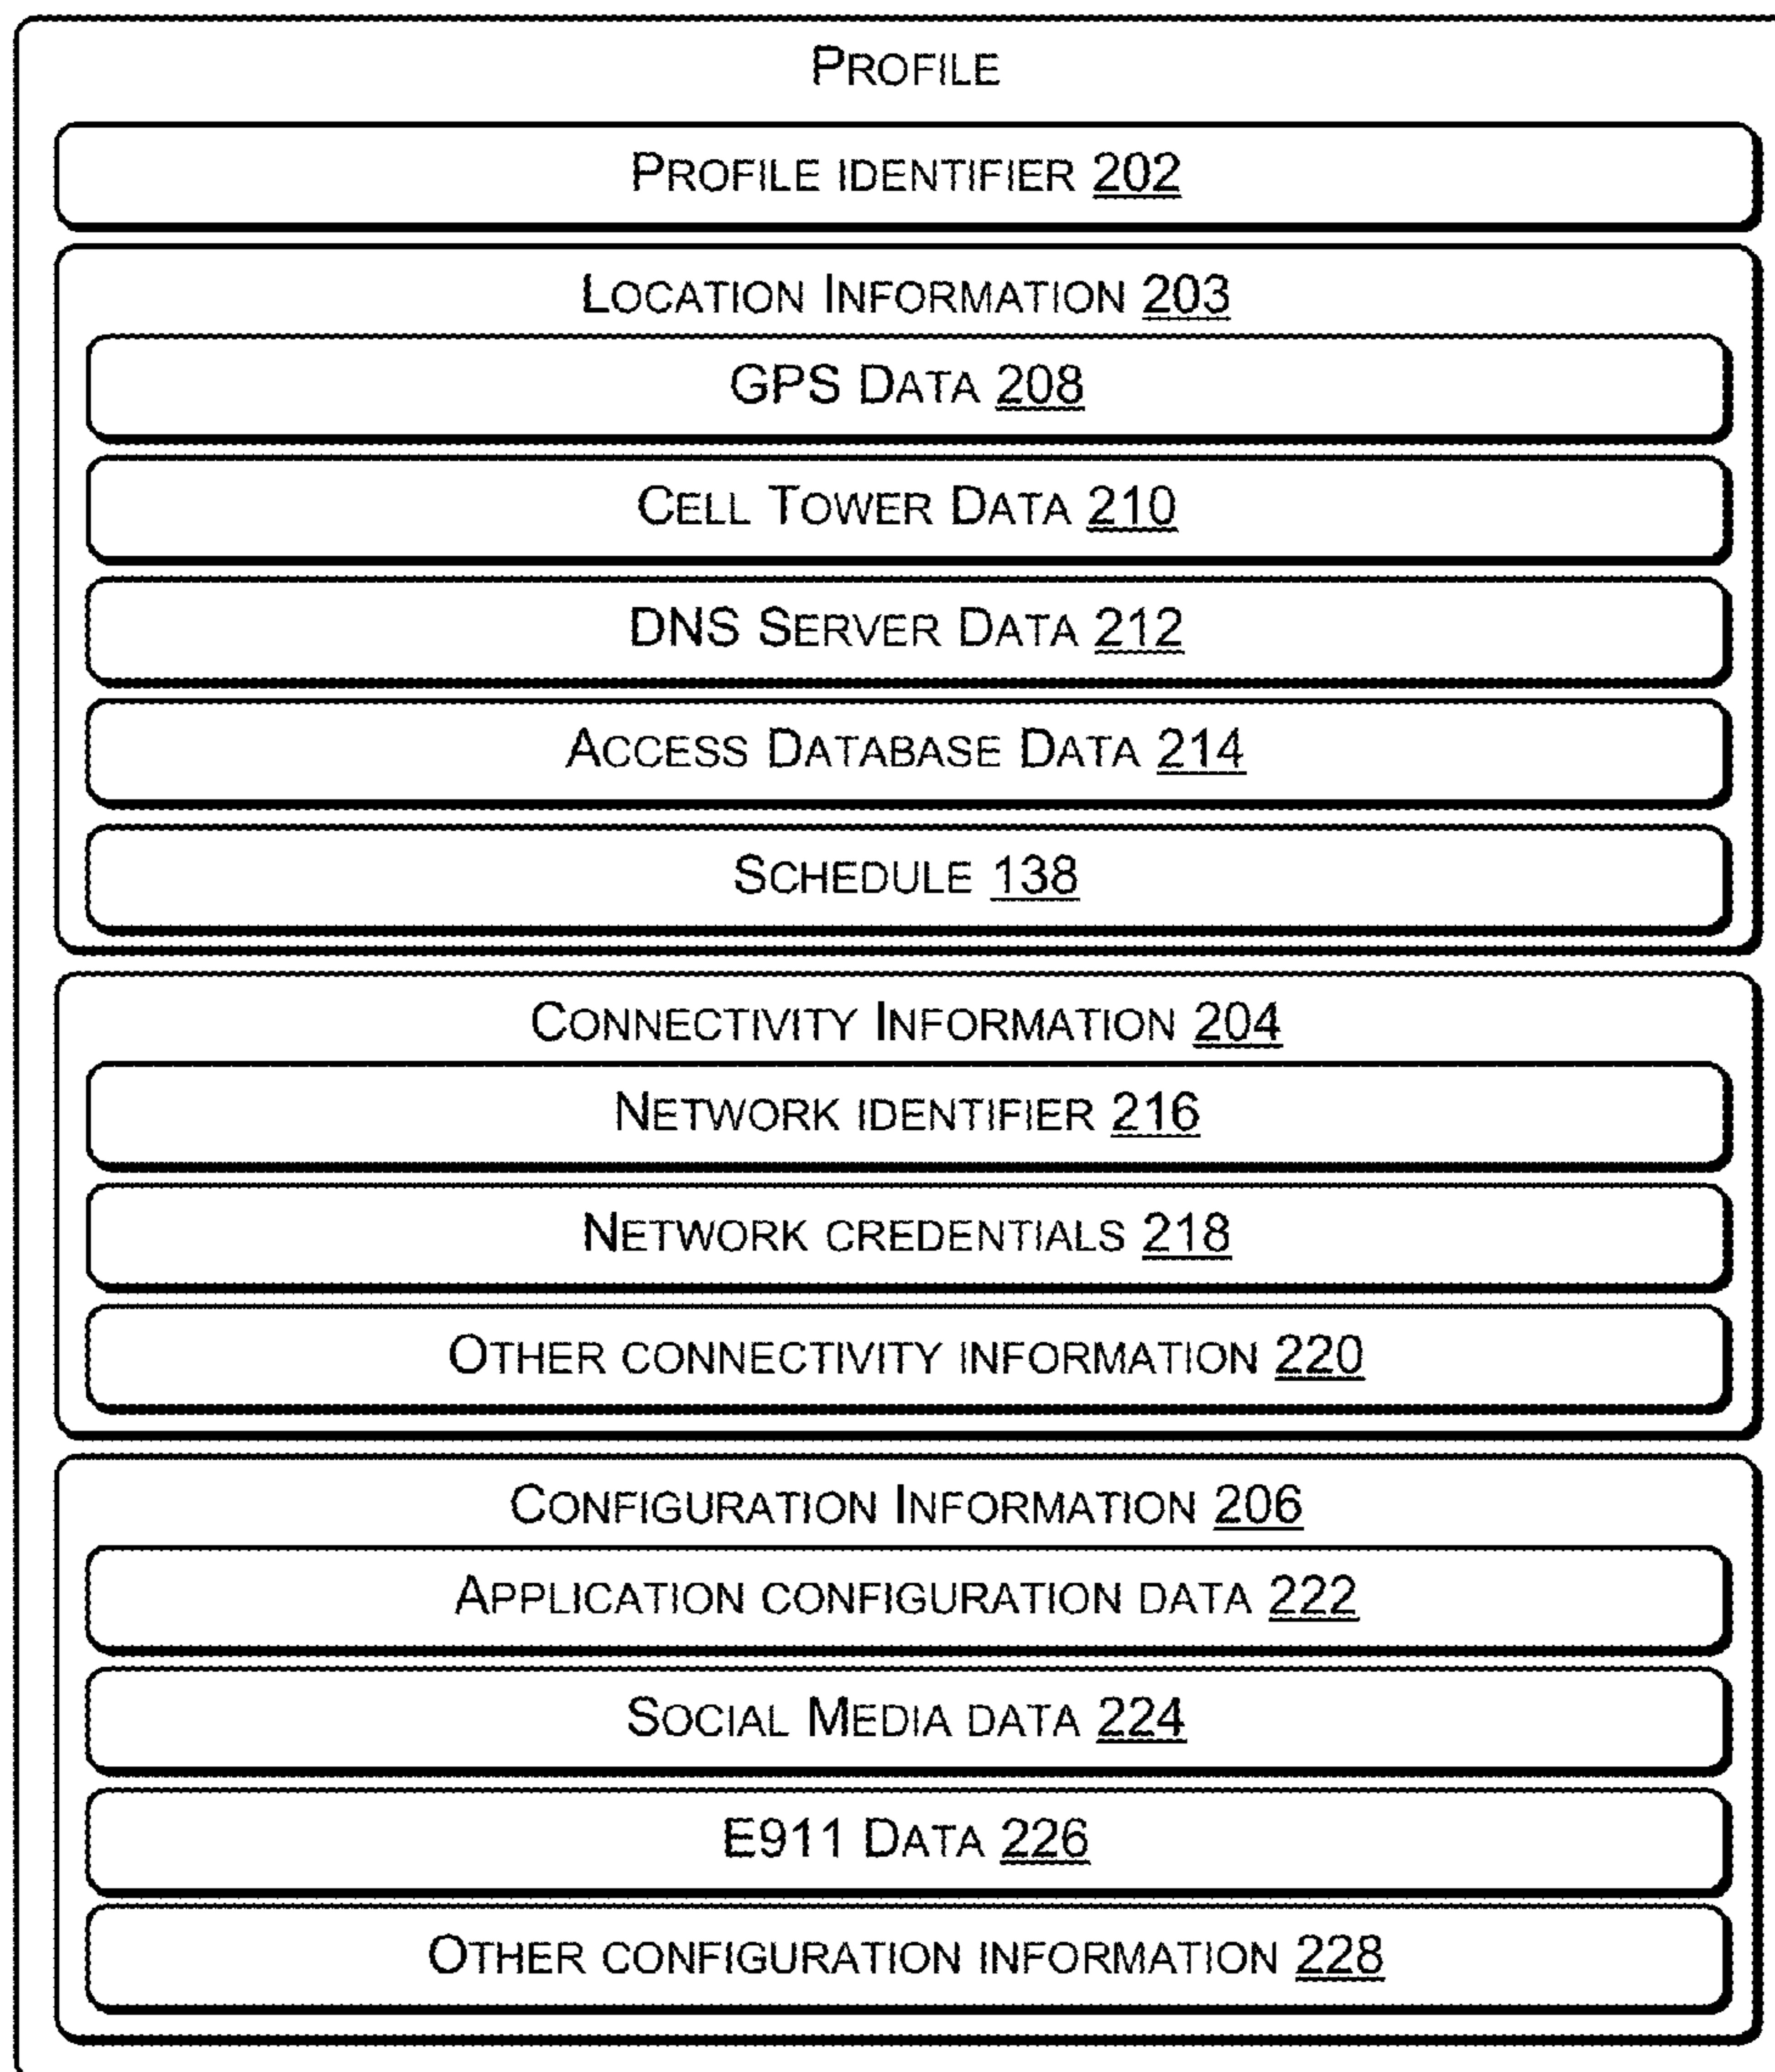 PROFILE
PROFILE IDENTIFIER 202
LOCATION INFORMATION 203
GPS DATA 208
CELL TOWER DATA 210
DNS SERVER DATA 212
ACCESS DATABASE DATA 214
SCHEDULE 138
CONNECTIVITY INFORMATION 204
NETWORK IDENTIFIER 216
NETWORK CREDENTIALS 218
OTHER CONNECTIVITY INFORMATION 220
CONFIGURATION INFORMATION 206
APPLICATION CONFIGURATION DATA 222
SOCIAL MEDIA DATA 224
E911 DATA 226
OTHER CONFIGURATION INFORMATION 228